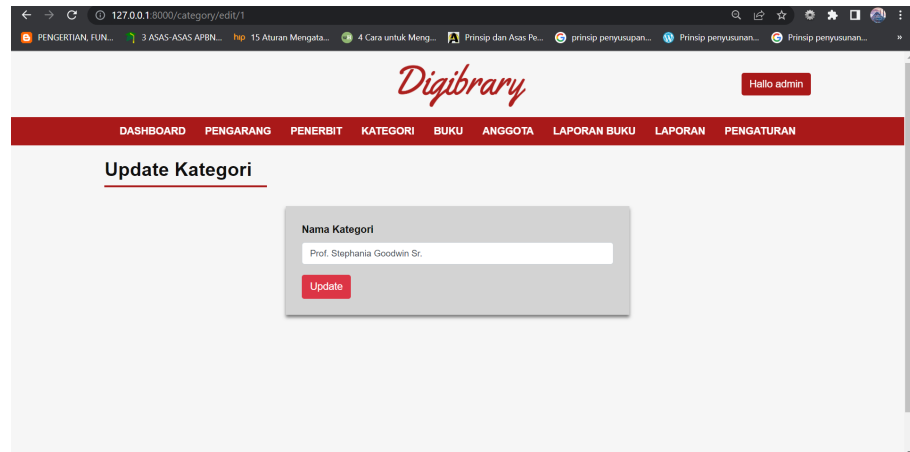 127.0.0.1:8000/category/edit/1
PENGERTIAN, FUN... 3 ASAS-ASAS APBN... hip 15 Aturan Mengata... 4 Cara untuk Meng... Prinsip dan Asas Pe... prinsip penyusupan... Prinsip penyusunan... Prinsip penyusunan... »
Digibrary
Hallo admin
DASHBOARD PENGARANG PENERBIT KATEGORI BUKU ANGGOTA LAPORAN BUKU LAPORAN PENGATURAN
Update Kategori
Nama Kategori
Prof. Stephania Goodwin Sr.
Update